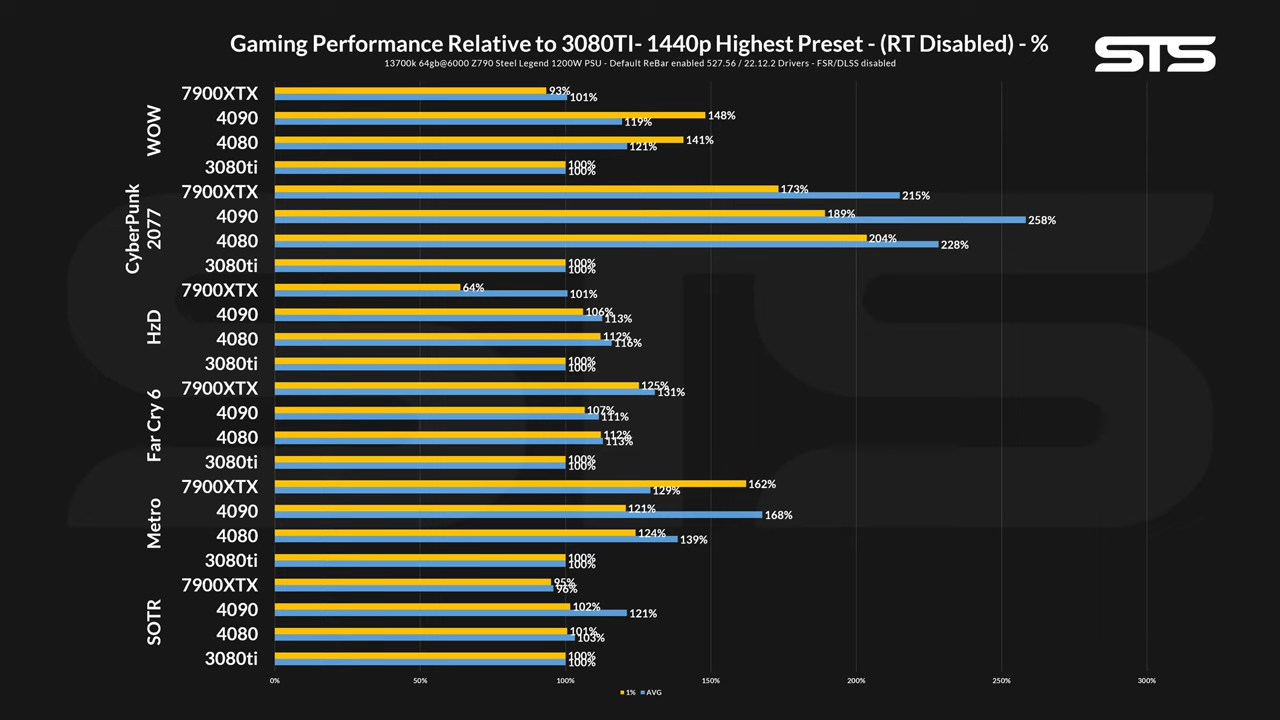 Gaming Performance Relative to 3080TI- 1440p Highest Preset - (RT Disabled) - %
STS
13700k 64gb@6000 Z790 Steel Legend 1200W PSU - Default ReBar enabled 527.56 / 22.12.2 Drivers - FSR/DLSS disabled
WOW
7900XTX 93% 101%
4090 148% 119%
4080 141% 121%
3080ti 100% 100%
CyberPunk
2077
7900XTX 173% 215%
4090 189% 258%
4080 204% 228%
3080ti 100% 100%
HzD
7900XTX 64% 101%
4090 106% 113%
4080 112% 116%
3080ti 100% 100%
Far Cry 6
7900XTX 125% 131%
4090 107% 111%
4080 112% 113%
3080ti 100% 100%
Metro
7900XTX 162% 129%
4090 121% 168%
4080 124% 139%
3080ti 100% 100%
SOTR
7900XTX 95% 96%
4090 102% 121%
4080 101% 103%
3080ti 100% 100%
0% 50% 100% 150% 200% 250% 300%
1% AVG